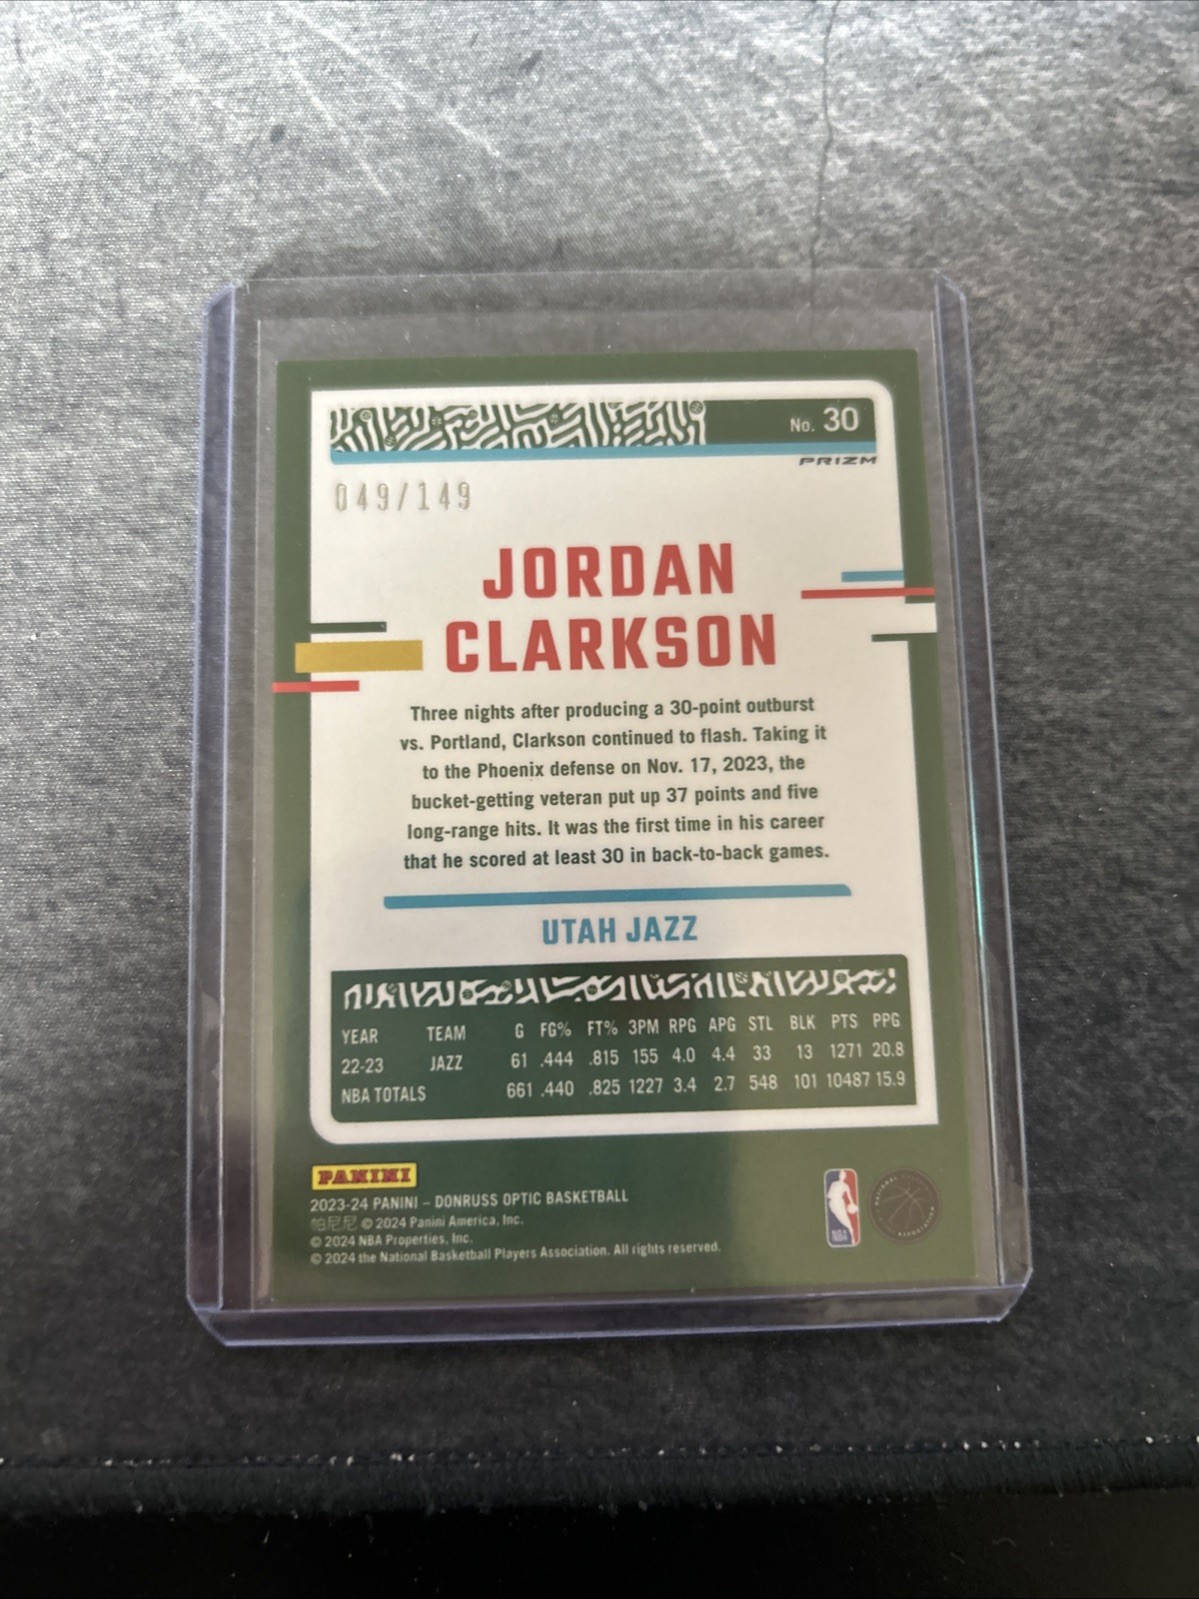 No. 30
PRIZM
049/149
JORDAN
CLARKSON
Three nights after producing a 30-point outburst
vs. Portland, Clarkson continued to flash. Taking it
to the Phoenix defense on Nov. 17, 2023, the
bucket-getting veteran put up 37 points and five
long-range hits. It was the first time in his career
that he scored at least 30 in back-to-back games.
UTAH JAZZ
YEAR TEAM G FG% FT% 3PM RPG APG STL BLK PTS PPG
22-23 JAZZ 61 .444 .815 155 4.0 4.4 33 13 1271 20.8
NBA TOTALS 661 .440 .825 1227 3.4 2.7 548 101 10487 15.9
PANINI
2023-24 PANINI – DONRUSS OPTIC BASKETBALL
帕尼尼 © 2024 Panini America, Inc.
© 2024 NBA Properties, Inc.
© 2024 the National Basketball Players Association. All rights reserved.
NBA